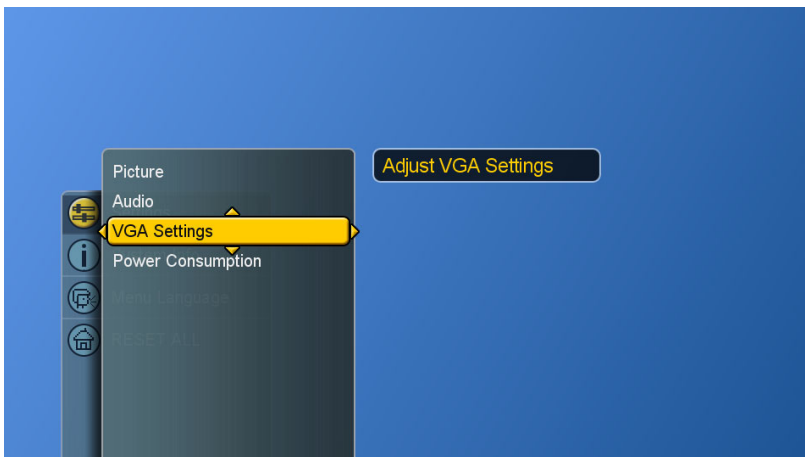 Picture
Adjust VGA Settings
Audio
VGA Settings
Power Consumption
Menu Language
RESET ALL